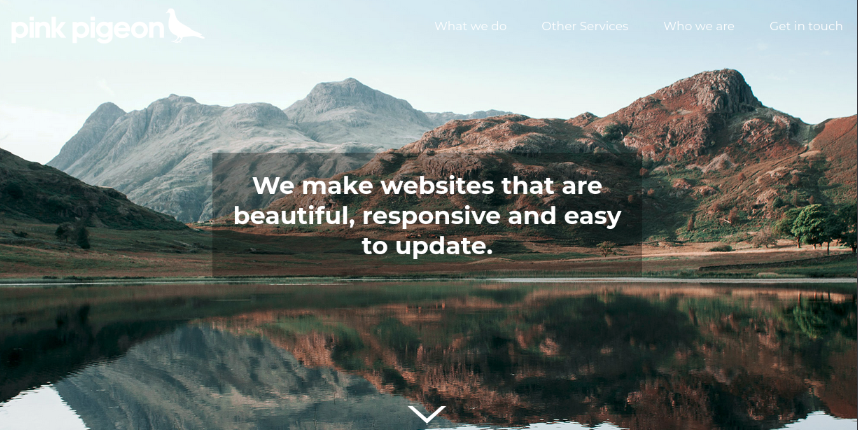 pink pigeon
What we do Other Services Who we are Get in touch
We make websites that are
beautiful, responsive and easy
to update.